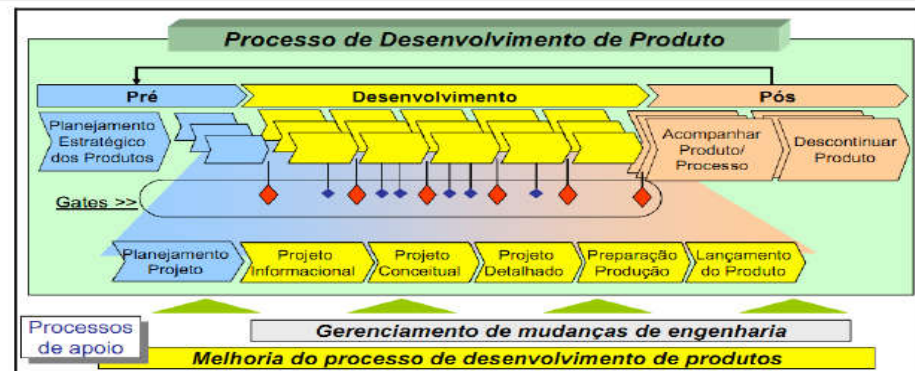 Processo de Desenvolvimento de Produto
Pré
Desenvolvimento
Pós
Planejamento
Estratégico
dos Produtos
Acompanhar
Produto/
Processo
Descontinuar
Produto
Gates >>
Planejamento
Projeto
Projeto
Informacional
Projeto
Conceitual
Projeto
Detalhado
Preparação
Produção
Lançamento
do Produto
Processos
de apoio
Gerenciamento de mudanças de engenharia
Melhoria do processo de desenvolvimento de produtos